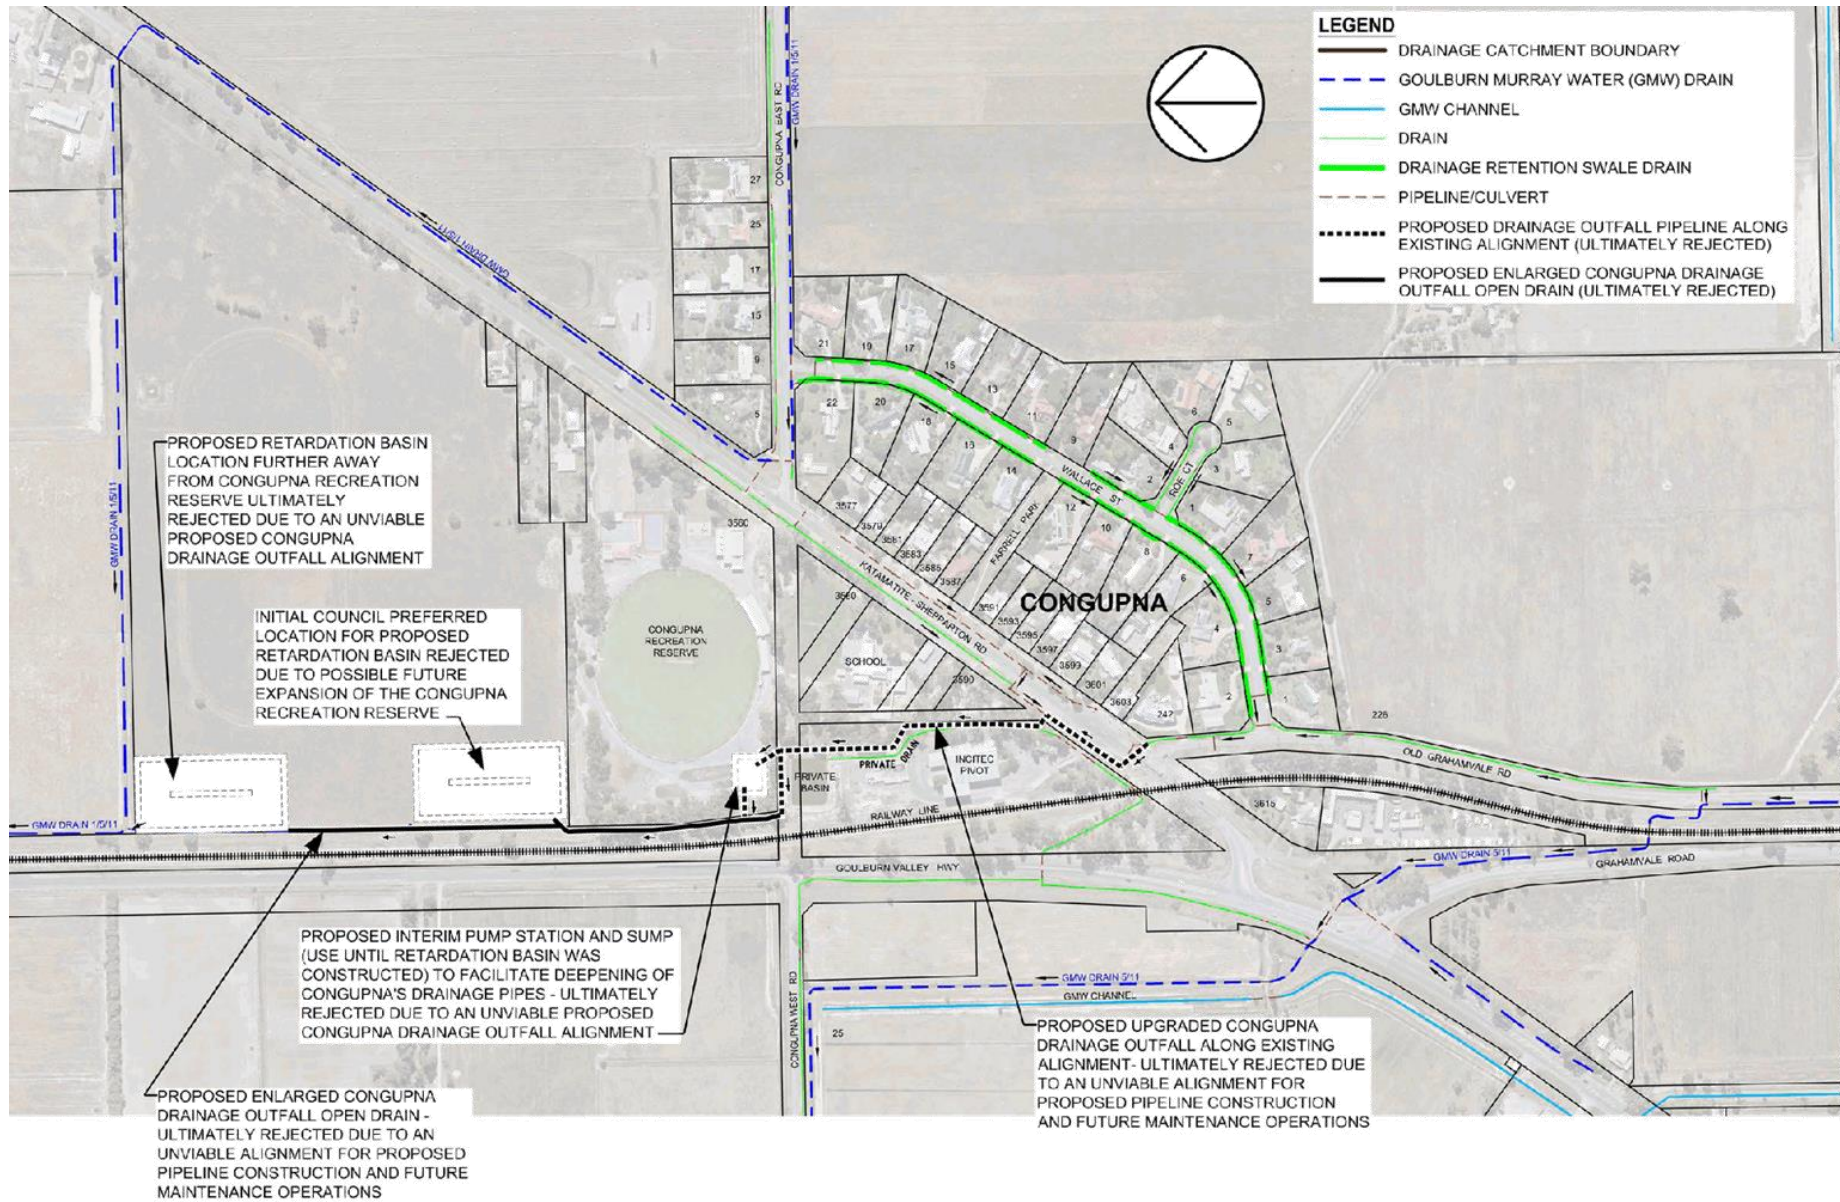 LEGEND
DRAINAGE CATCHMENT BOUNDARY
GOULBURN MURRAY WATER (GMW) DRAIN
GMW CHANNEL
DRAIN
DRAINAGE RETENTION SWALE DRAIN
PIPELINE/CULVERT
PROPOSED DRAINAGE OUTFALL PIPELINE ALONG
EXISTING ALIGNMENT (ULTIMATELY REJECTED)
PROPOSED ENLARGED CONGUPNA DRAINAGE
OUTFALL OPEN DRAIN (ULTIMATELY REJECTED)
GMW DRAIN 1/5/11
CONGUPNA EAST RD
GMW DRAIN 1/5/11
27
25
17
15
9
5
21
19
17
15
13
11
9
22
20
18
16
14
12
10
8
6
4
2
WALLACE ST
ROE CT
6
5
4
3
2
1
7
5
3
1
PROPOSED RETARDATION BASIN
LOCATION FURTHER AWAY
FROM CONGUPNA RECREATION
RESERVE ULTIMATELY
REJECTED DUE TO AN UNVIABLE
PROPOSED CONGUPNA
DRAINAGE OUTFALL ALIGNMENT
GMW DRAIN 1/5/11
3560
3577
3579
3581
3583
3585
3587
FARRELL PARK
3591
3593
3595
3597
3599
3601
3603
242
226
KATAMATITE - SHEPPARTON RD
CONGUPNA
3580
SCHOOL
3590
INITIAL COUNCIL PREFERRED
LOCATION FOR PROPOSED
RETARDATION BASIN REJECTED
DUE TO POSSIBLE FUTURE
EXPANSION OF THE CONGUPNA
RECREATION RESERVE
CONGUPNA
RECREATION
RESERVE
PRIVATE DRAIN
INCITEC
PIVOT
PRIVATE
BASIN
OLD GRAHAMVALE RD
RAILWAY LINE
3615
GMW DRAIN 1/5/11
GOULBURN VALLEY HWY
GMW DRAIN 5/11
GRAHAMVALE ROAD
PROPOSED INTERIM PUMP STATION AND SUMP
(USE UNTIL RETARDATION BASIN WAS
CONSTRUCTED) TO FACILITATE DEEPENING OF
CONGUPNA'S DRAINAGE PIPES - ULTIMATELY
REJECTED DUE TO AN UNVIABLE PROPOSED
CONGUPNA DRAINAGE OUTFALL ALIGNMENT
CONGUPNA WEST RD
GMW DRAIN 5/11
GMW CHANNEL
25
PROPOSED UPGRADED CONGUPNA
DRAINAGE OUTFALL ALONG EXISTING
ALIGNMENT- ULTIMATELY REJECTED DUE
TO AN UNVIABLE ALIGNMENT FOR
PROPOSED PIPELINE CONSTRUCTION
AND FUTURE MAINTENANCE OPERATIONS
PROPOSED ENLARGED CONGUPNA
DRAINAGE OUTFALL OPEN DRAIN -
ULTIMATELY REJECTED DUE TO AN
UNVIABLE ALIGNMENT FOR PROPOSED
PIPELINE CONSTRUCTION AND FUTURE
MAINTENANCE OPERATIONS